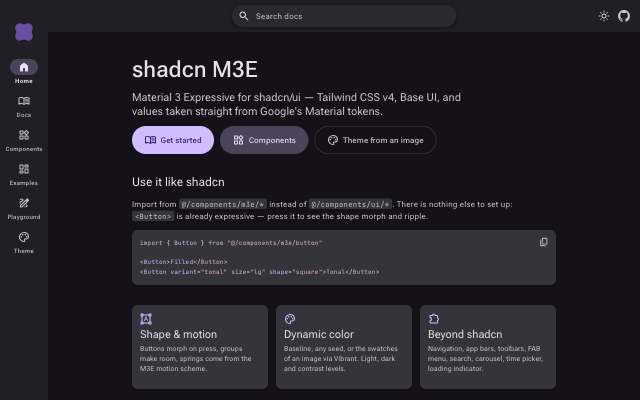 Search docs
Home
Docs
Components
Examples
Playground
Theme
shadcn M3E
Material 3 Expressive for shadcn/ui — Tailwind CSS v4, Base UI, and
values taken straight from Google's Material tokens.
Get started
Components
Theme from an image
Use it like shadcn
Import from @/components/m3e/* instead of @/components/ui/*. There is nothing else to set up:
<Button> is already expressive — press it to see the shape morph and ripple.
import { Button } from "@/components/m3e/button"
<Button>Filled</Button>
<Button variant="tonal" size="lg" shape="square">Tonal</Button>
Shape & motion
Buttons morph on press, groups
make room, springs come from the
M3E motion scheme.
Dynamic color
Baseline, any seed, or the swatches
of an image via Vibrant. Light, dark
and contrast levels.
Beyond shadcn
Navigation, app bars, toolbars, FAB
menu, search, carousel, time picker,
loading indicator.